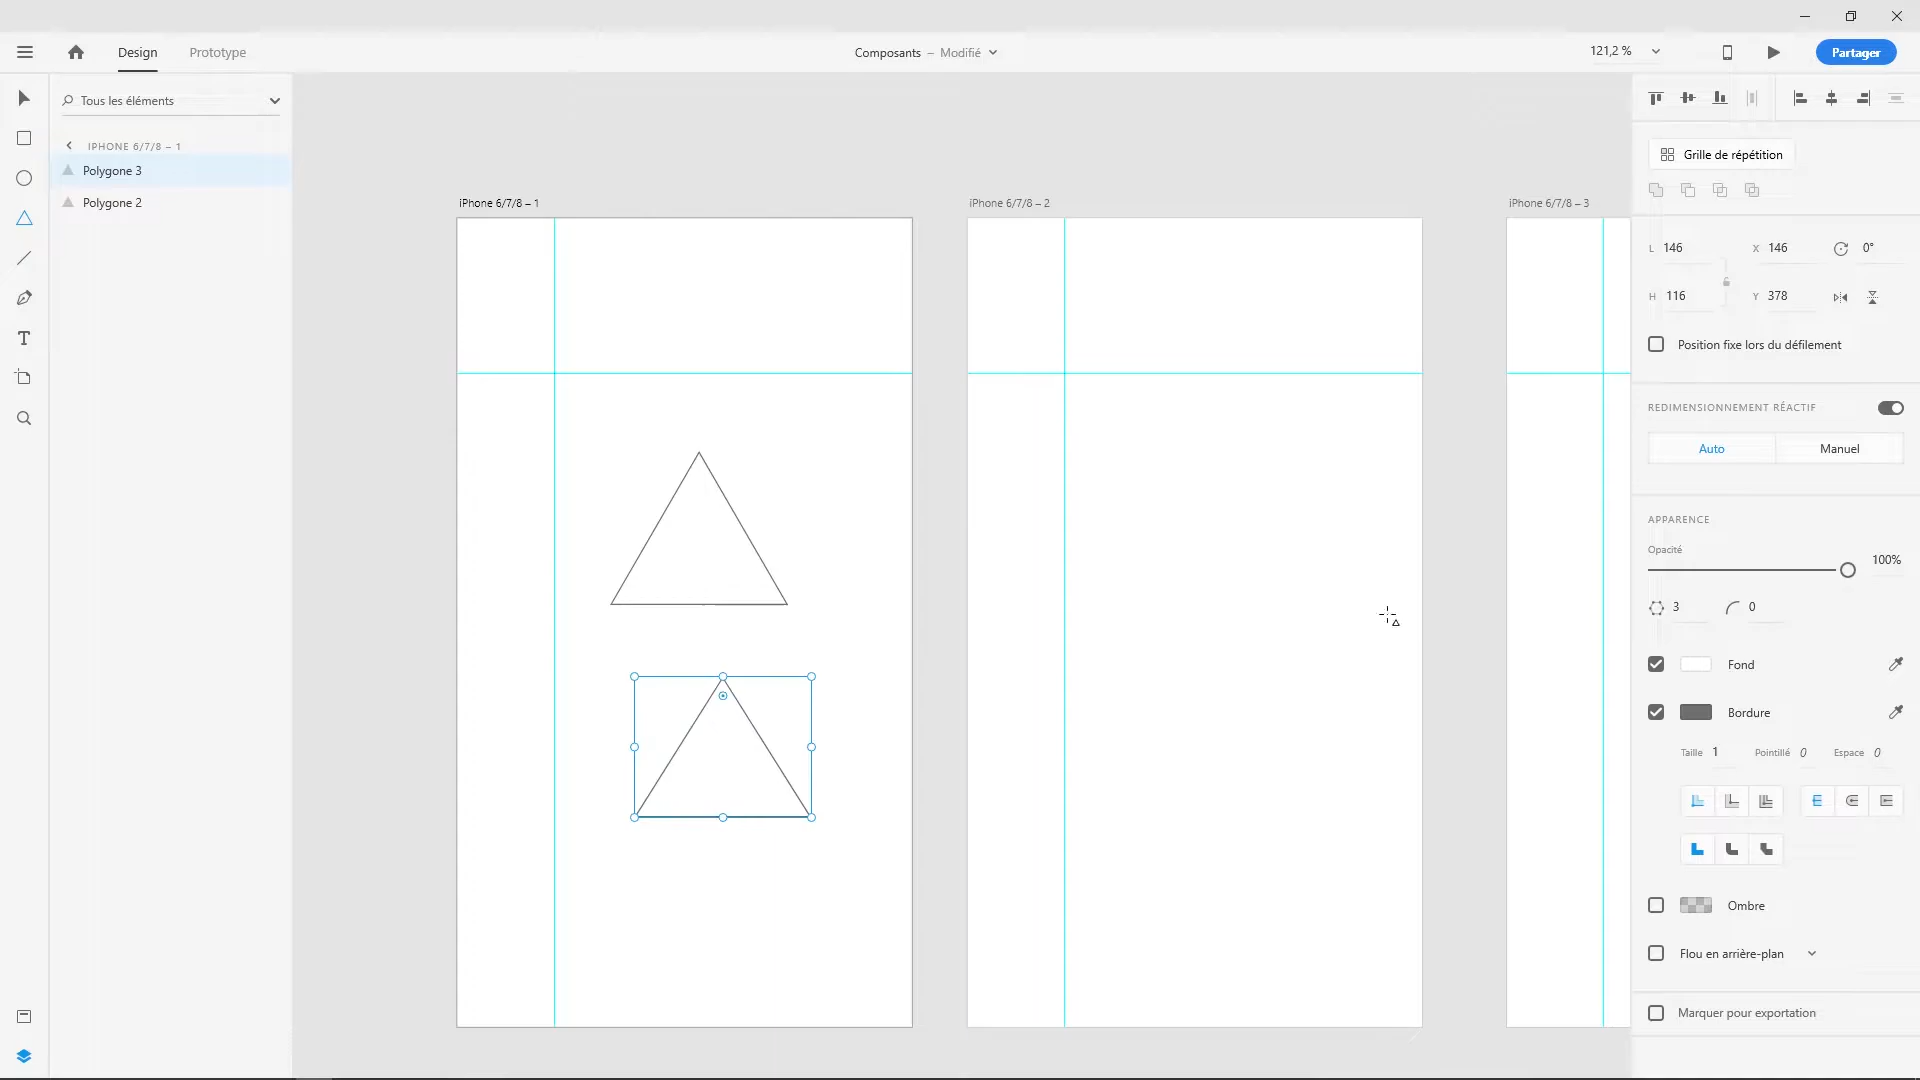 Design
Prototype
Composants – Modifié
121,2 %
Partager
Tous les éléments
IPHONE 6/7/8 – 1
Polygone 3
Polygone 2
iPhone 6/7/8 – 1
iPhone 6/7/8 – 2
iPhone 6/7/8 – 3
Grille de répétition
L 146 X 146 0°
H 116 Y 378
Position fixe lors du défilement
REDIMENSIONNEMENT RÉACTIF
Auto Manuel
APPARENCE
Opacité
100%
3 0
Fond
Bordure
Taille 1 Pointillé 0 Espace 0
Ombre
Flou en arrière-plan
Marquer pour exportation